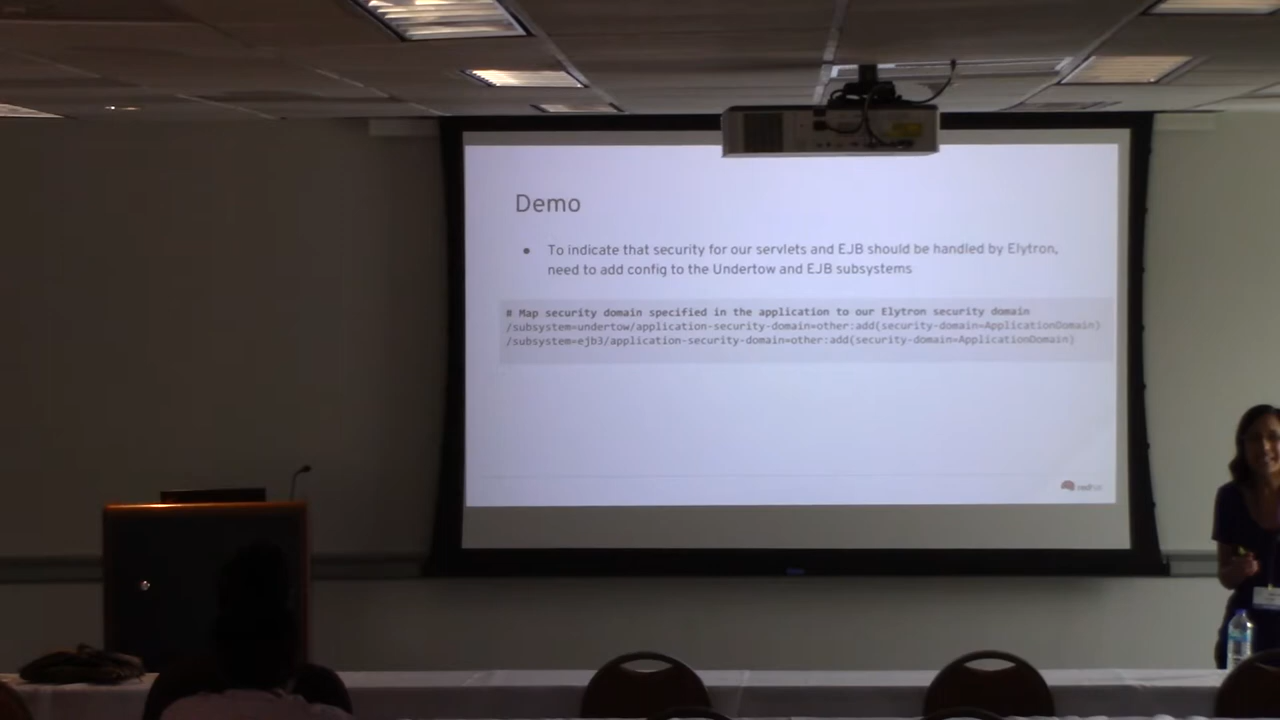 Demo
● To indicate that security for our servlets and EJB should be handled by Elytron,
need to add config to the Undertow and EJB subsystems
# Map security domain specified in the application to our Elytron security domain
/subsystem=undertow/application-security-domain=other:add(security-domain=ApplicationDomain)
/subsystem=ejb3/application-security-domain=other:add(security-domain=ApplicationDomain)